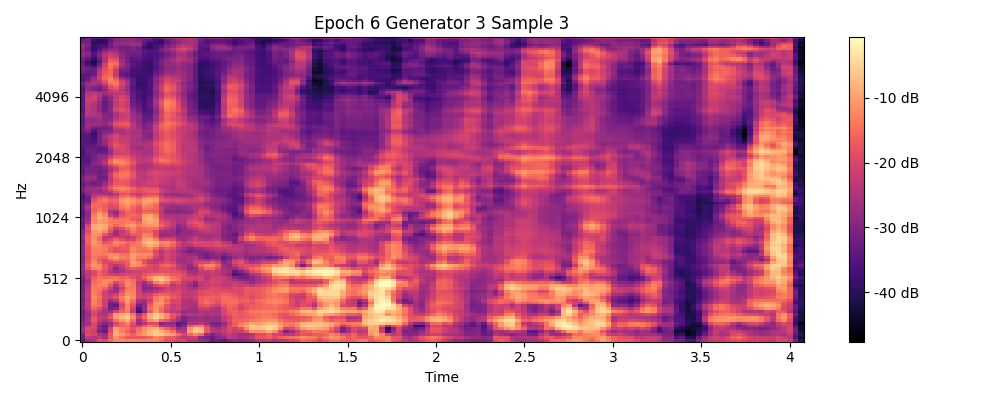 Epoch 6 Generator 3 Sample 3
Hz
4096
2048
1024
512
0
0 0.5 1 1.5 2 2.5 3 3.5 4
Time
-10 dB
-20 dB
-30 dB
-40 dB